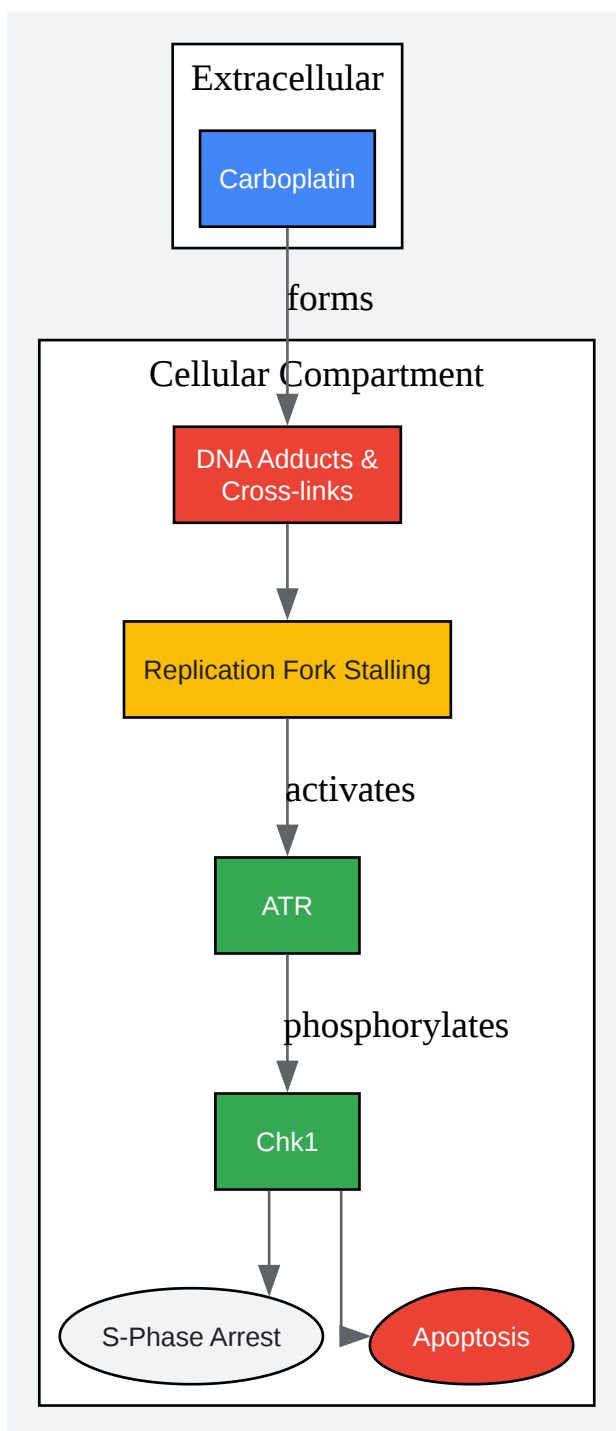 Extracellular
Carboplatin
forms
Cellular Compartment
DNA Adducts &
Cross-links
Replication Fork Stalling
activates
ATR
phosphorylates
Chk1
S-Phase Arrest
Apoptosis